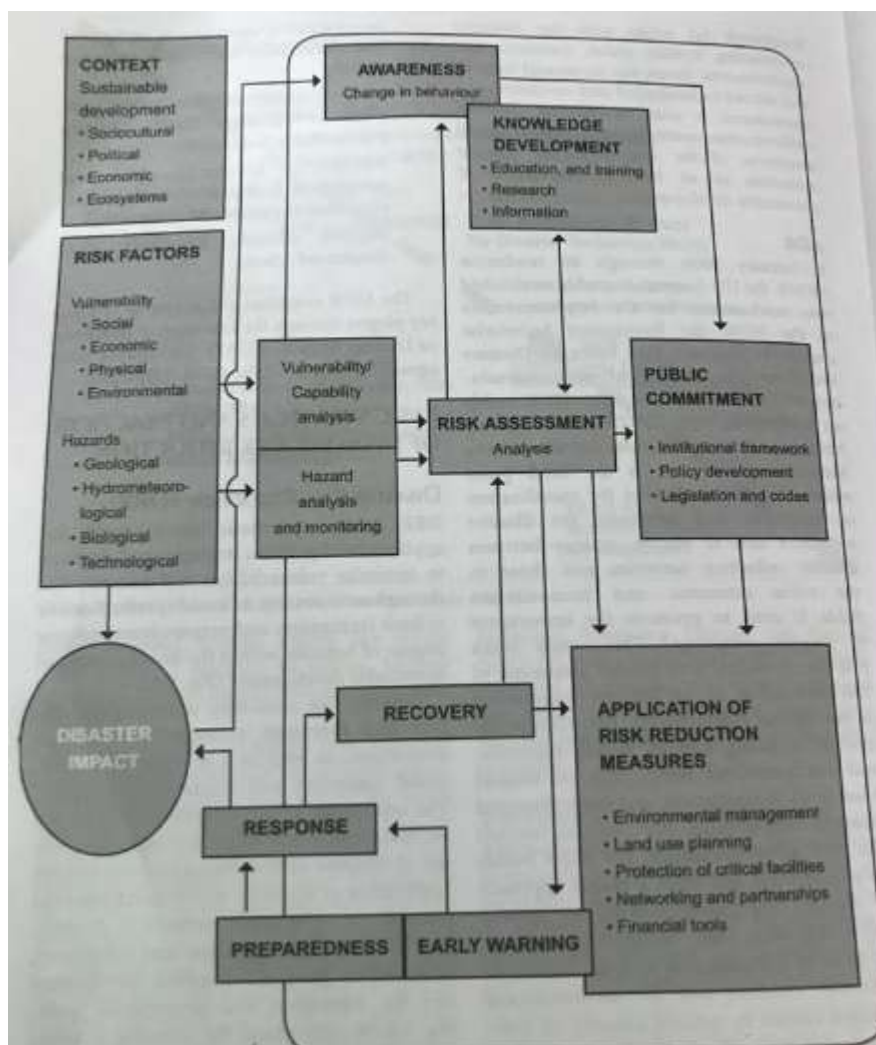 CONTEXT
Sustainable
development
• Sociocultural
• Political
• Economic
• Ecosystems
AWARENESS
Change in behaviour
KNOWLEDGE
DEVELOPMENT
• Education, and training
• Research
• Information
RISK FACTORS
Vulnerability
• Social
• Economic
• Physical
• Environmental
Hazards
• Geological
• Hydrometeoro-
logical
• Biological
• Technological
Vulnerability/
Capability
analysis
Hazard
analysis
and monitoring
RISK ASSESSMENT
Analysis
PUBLIC
COMMITMENT
• Institutional framework
• Policy development
• Legislation and codes
DISASTER
IMPACT
RECOVERY
RESPONSE
PREPAREDNESS
EARLY WARNING
APPLICATION OF
RISK REDUCTION
MEASURES
• Environmental management
• Land use planning
• Protection of critical facilities
• Networking and partnerships
• Financial tools